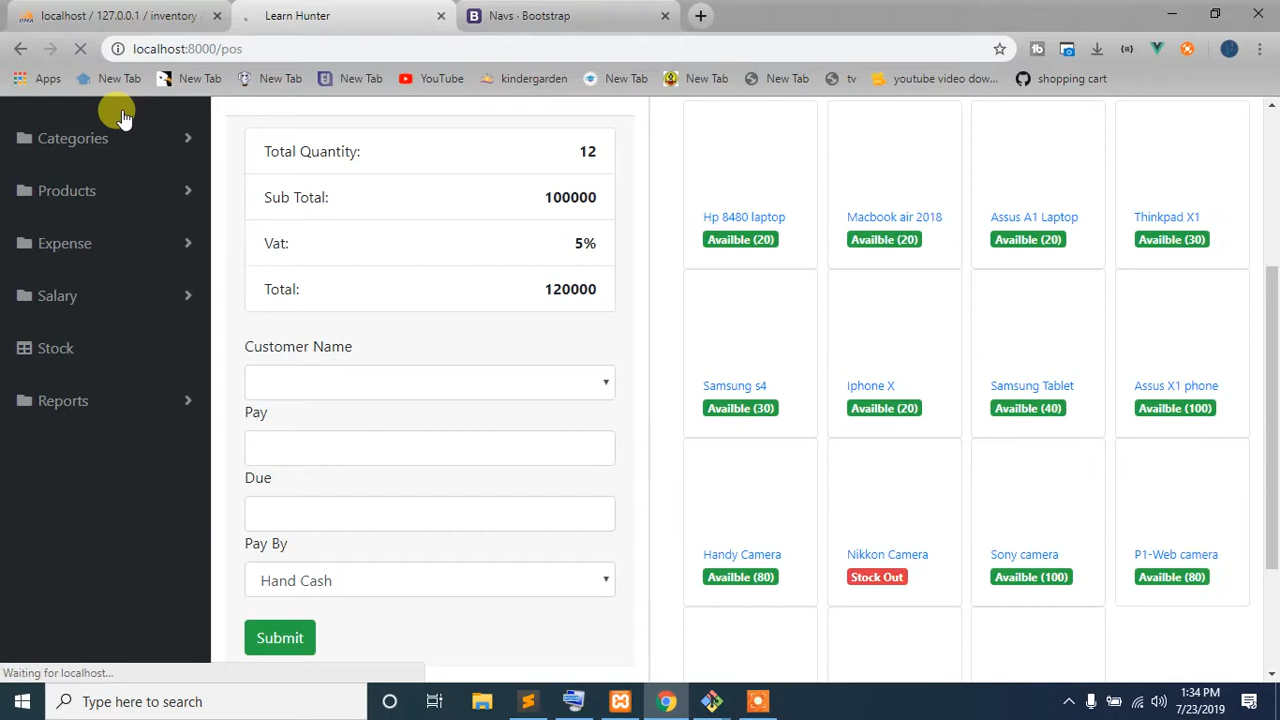 localhost / 127.0.0.1 / inventory
Learn Hunter
Navs · Bootstrap
localhost:8000/pos
Apps
New Tab
New Tab
New Tab
New Tab
YouTube
kindergarden
New Tab
New Tab
New Tab
tv
youtube video dow...
shopping cart
Categories
Products
Expense
Salary
Stock
Reports
Total Quantity: 12
Sub Total: 100000
Vat: 5%
Total: 120000
Customer Name
Pay
Due
Pay By
Hand Cash
Submit
Hp 8480 laptop
Availble (20)
Macbook air 2018
Availble (20)
Assus A1 Laptop
Availble (20)
Thinkpad X1
Availble (30)
Samsung s4
Availble (30)
Iphone X
Availble (20)
Samsung Tablet
Availble (40)
Assus X1 phone
Availble (100)
Handy Camera
Availble (80)
Nikkon Camera
Stock Out
Sony camera
Availble (100)
P1-Web camera
Availble (80)
Waiting for localhost...
Type here to search
1:34 PM
7/23/2019